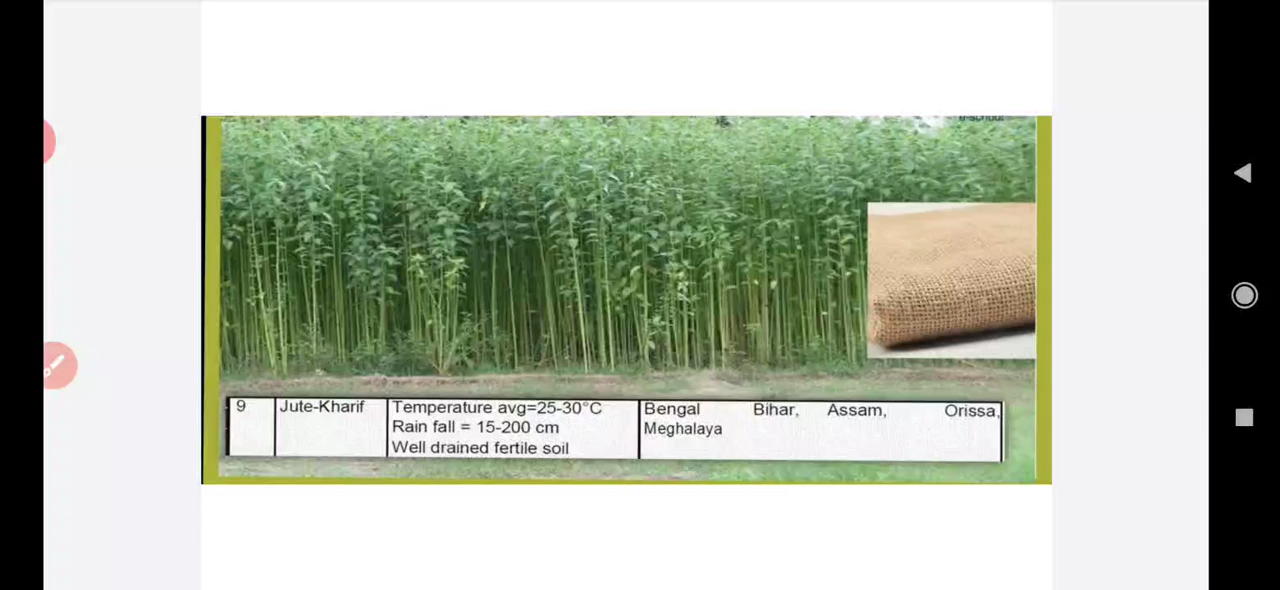 9 Jute-Kharif Temperature avg=25-30°C Bengal Bihar, Assam, Orissa,
Rain fall = 15-200 cm Meghalaya
Well drained fertile soil